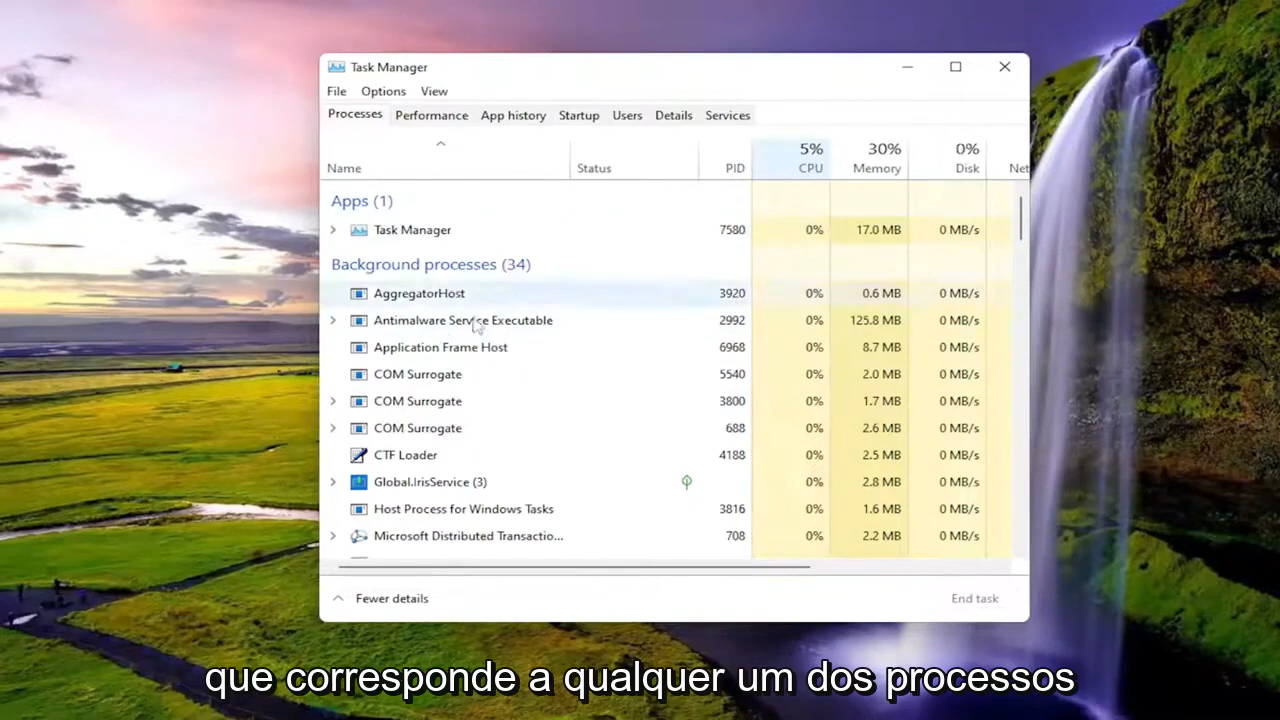 Task Manager
File Options View
Processes Performance App history Startup Users Details Services
5% 30% 0%
Name Status PID CPU Memory Disk Net
Apps (1)
Task Manager 7580 0% 17.0 MB 0 MB/s
Background processes (34)
AggregatorHost 3920 0% 0.6 MB 0 MB/s
Antimalware Service Executable 2992 0% 125.8 MB 0 MB/s
Application Frame Host 6968 0% 8.7 MB 0 MB/s
COM Surrogate 5540 0% 2.0 MB 0 MB/s
COM Surrogate 3800 0% 1.7 MB 0 MB/s
COM Surrogate 688 0% 2.6 MB 0 MB/s
CTF Loader 4188 0% 2.5 MB 0 MB/s
Global.IrisService (3) 0% 2.8 MB 0 MB/s
Host Process for Windows Tasks 3816 0% 1.6 MB 0 MB/s
Microsoft Distributed Transactio... 708 0% 2.2 MB 0 MB/s
Fewer details End task
que corresponde a qualquer um dos processos